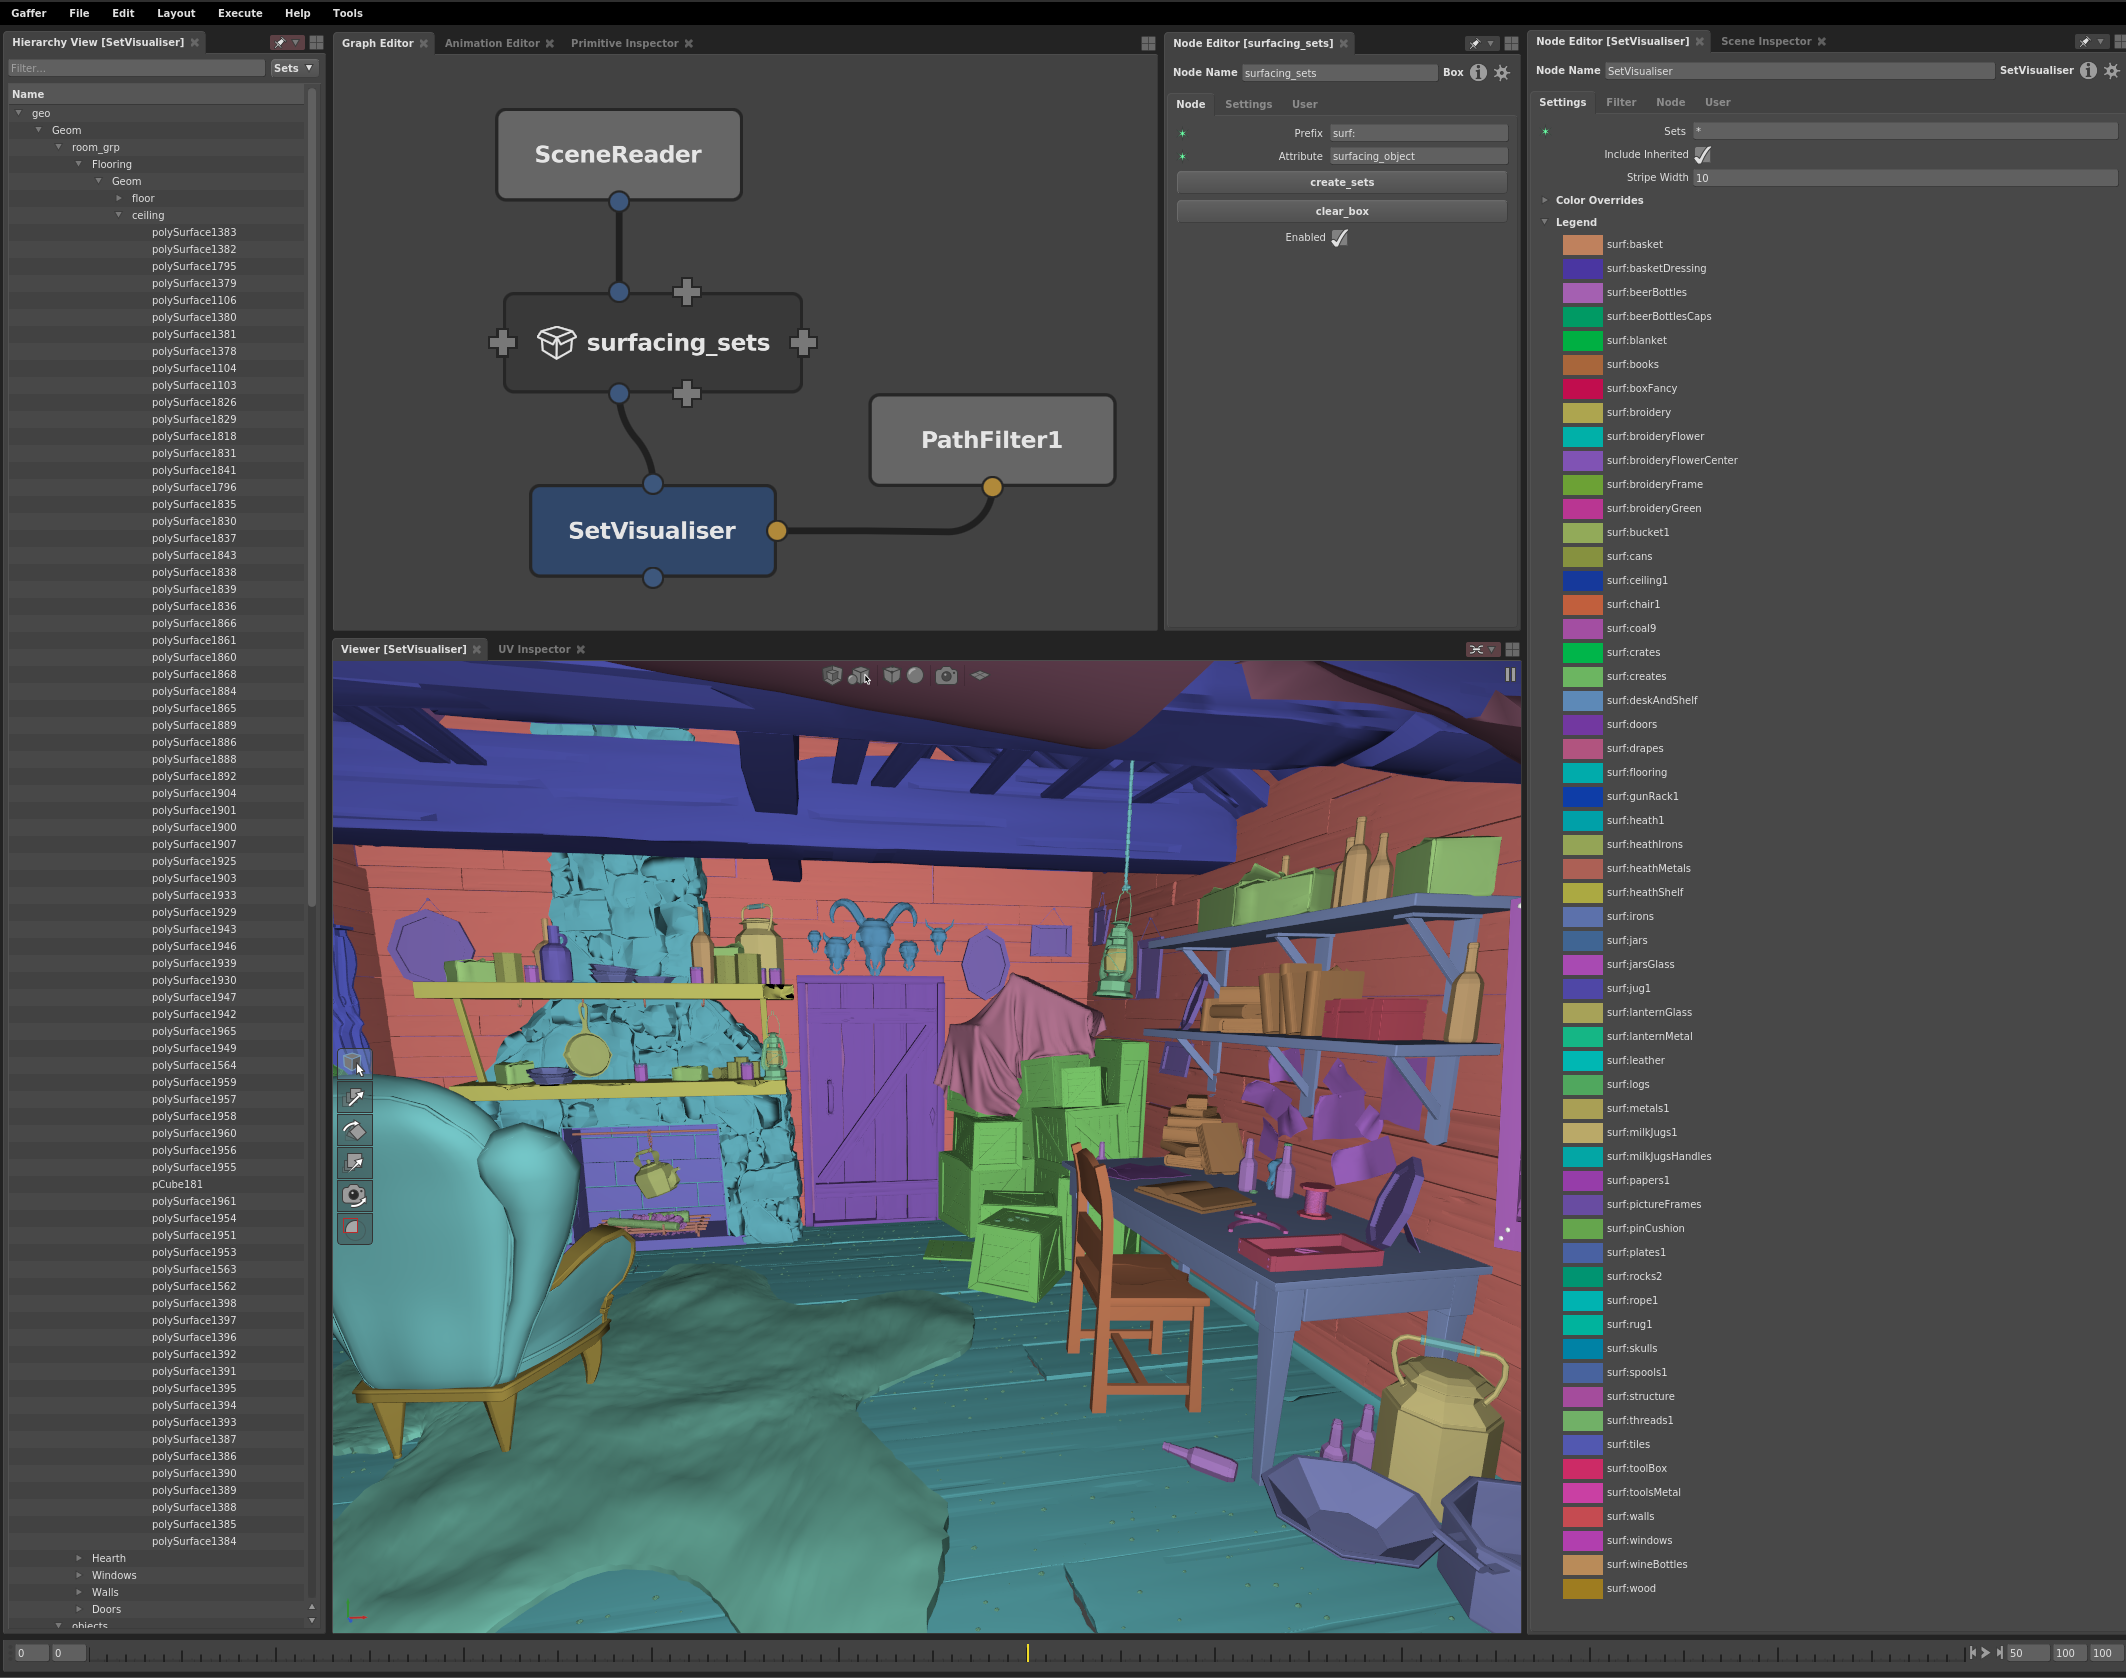 Gaffer File Edit Layout Execute Help Tools
Hierarchy View [SetVisualiser]
Filter...
Sets
Name
geo
Geom
room_grp
Flooring
Geom
floor
ceiling
polySurface1383
polySurface1382
polySurface1795
polySurface1379
polySurface1106
polySurface1380
polySurface1381
polySurface1378
polySurface1104
polySurface1103
polySurface1826
polySurface1829
polySurface1818
polySurface1831
polySurface1841
polySurface1796
polySurface1835
polySurface1830
polySurface1837
polySurface1843
polySurface1838
polySurface1839
polySurface1836
polySurface1866
polySurface1861
polySurface1860
polySurface1868
polySurface1884
polySurface1865
polySurface1889
polySurface1886
polySurface1888
polySurface1892
polySurface1904
polySurface1901
polySurface1900
polySurface1907
polySurface1925
polySurface1903
polySurface1933
polySurface1929
polySurface1943
polySurface1946
polySurface1939
polySurface1930
polySurface1947
polySurface1942
polySurface1965
polySurface1949
polySurface1564
polySurface1959
polySurface1957
polySurface1958
polySurface1960
polySurface1956
polySurface1955
pCube181
polySurface1961
polySurface1954
polySurface1951
polySurface1953
polySurface1563
polySurface1562
polySurface1398
polySurface1397
polySurface1396
polySurface1392
polySurface1391
polySurface1395
polySurface1394
polySurface1393
polySurface1387
polySurface1386
polySurface1390
polySurface1389
polySurface1388
polySurface1385
polySurface1384
Hearth
Windows
Walls
Doors
objects
Graph Editor Animation Editor Primitive Inspector
SceneReader
surfacing_sets
PathFilter1
SetVisualiser
Node Editor [surfacing_sets]
Node Name surfacing_sets Box
Node Settings User
Prefix surf:
Attribute surfacing_object
create_sets
clear_box
Enabled
Viewer [SetVisualiser] UV Inspector
Node Editor [SetVisualiser] Scene Inspector
Node Name SetVisualiser SetVisualiser
Settings Filter Node User
Sets *
Include Inherited
Stripe Width 10
Color Overrides
Legend
surf:basket
surf:basketDressing
surf:beerBottles
surf:beerBottlesCaps
surf:blanket
surf:books
surf:boxFancy
surf:broidery
surf:broideryFlower
surf:broideryFlowerCenter
surf:broideryFrame
surf:broideryGreen
surf:bucket1
surf:cans
surf:ceiling1
surf:chair1
surf:coal9
surf:crates
surf:creates
surf:deskAndShelf
surf:doors
surf:drapes
surf:flooring
surf:gunRack1
surf:heath1
surf:heathIrons
surf:heathMetals
surf:heathShelf
surf:irons
surf:jars
surf:jarsGlass
surf:jug1
surf:lanternGlass
surf:lanternMetal
surf:leather
surf:logs
surf:metals1
surf:milkJugs1
surf:milkJugsHandles
surf:papers1
surf:pictureFrames
surf:pinCushion
surf:plates1
surf:rocks2
surf:rope1
surf:rug1
surf:skulls
surf:spools1
surf:structure
surf:threads1
surf:tiles
surf:toolBox
surf:toolsMetal
surf:walls
surf:windows
surf:wineBottles
surf:wood
0 0 50 100 100